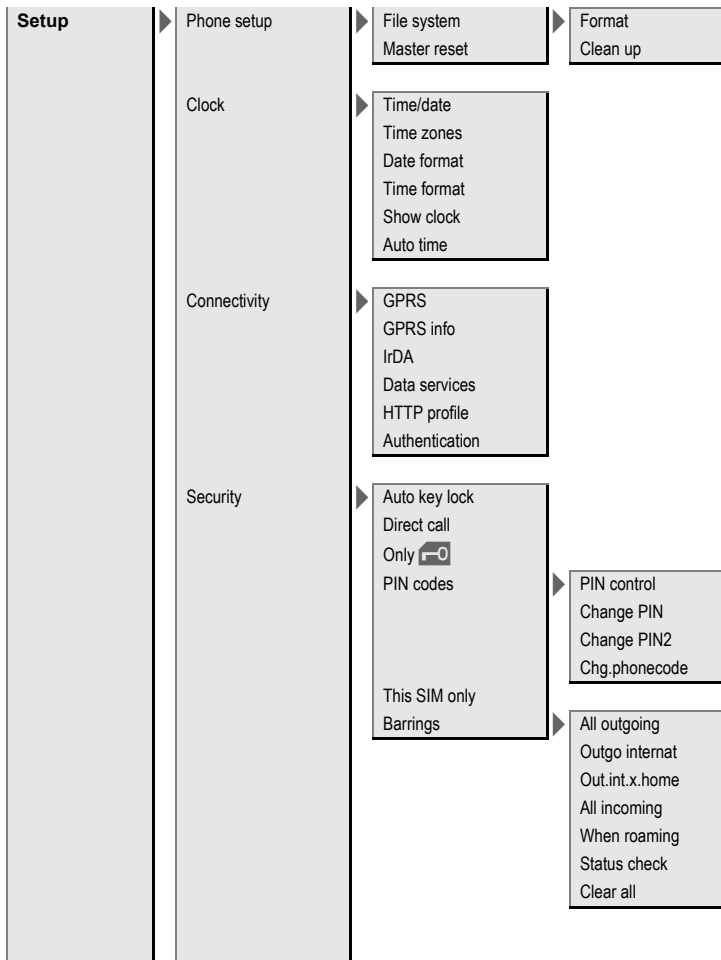 Setup
Phone setup
File system
Format
Master reset
Clean up
Clock
Time/date
Time zones
Date format
Time format
Show clock
Auto time
Connectivity
GPRS
GPRS info
IrDA
Data services
HTTP profile
Authentication
Security
Auto key lock
Direct call
Only
PIN codes
PIN control
Change PIN
Change PIN2
Chg.phonecode
This SIM only
Barrings
All outgoing
Outgo internat
Out.int.x.home
All incoming
When roaming
Status check
Clear all